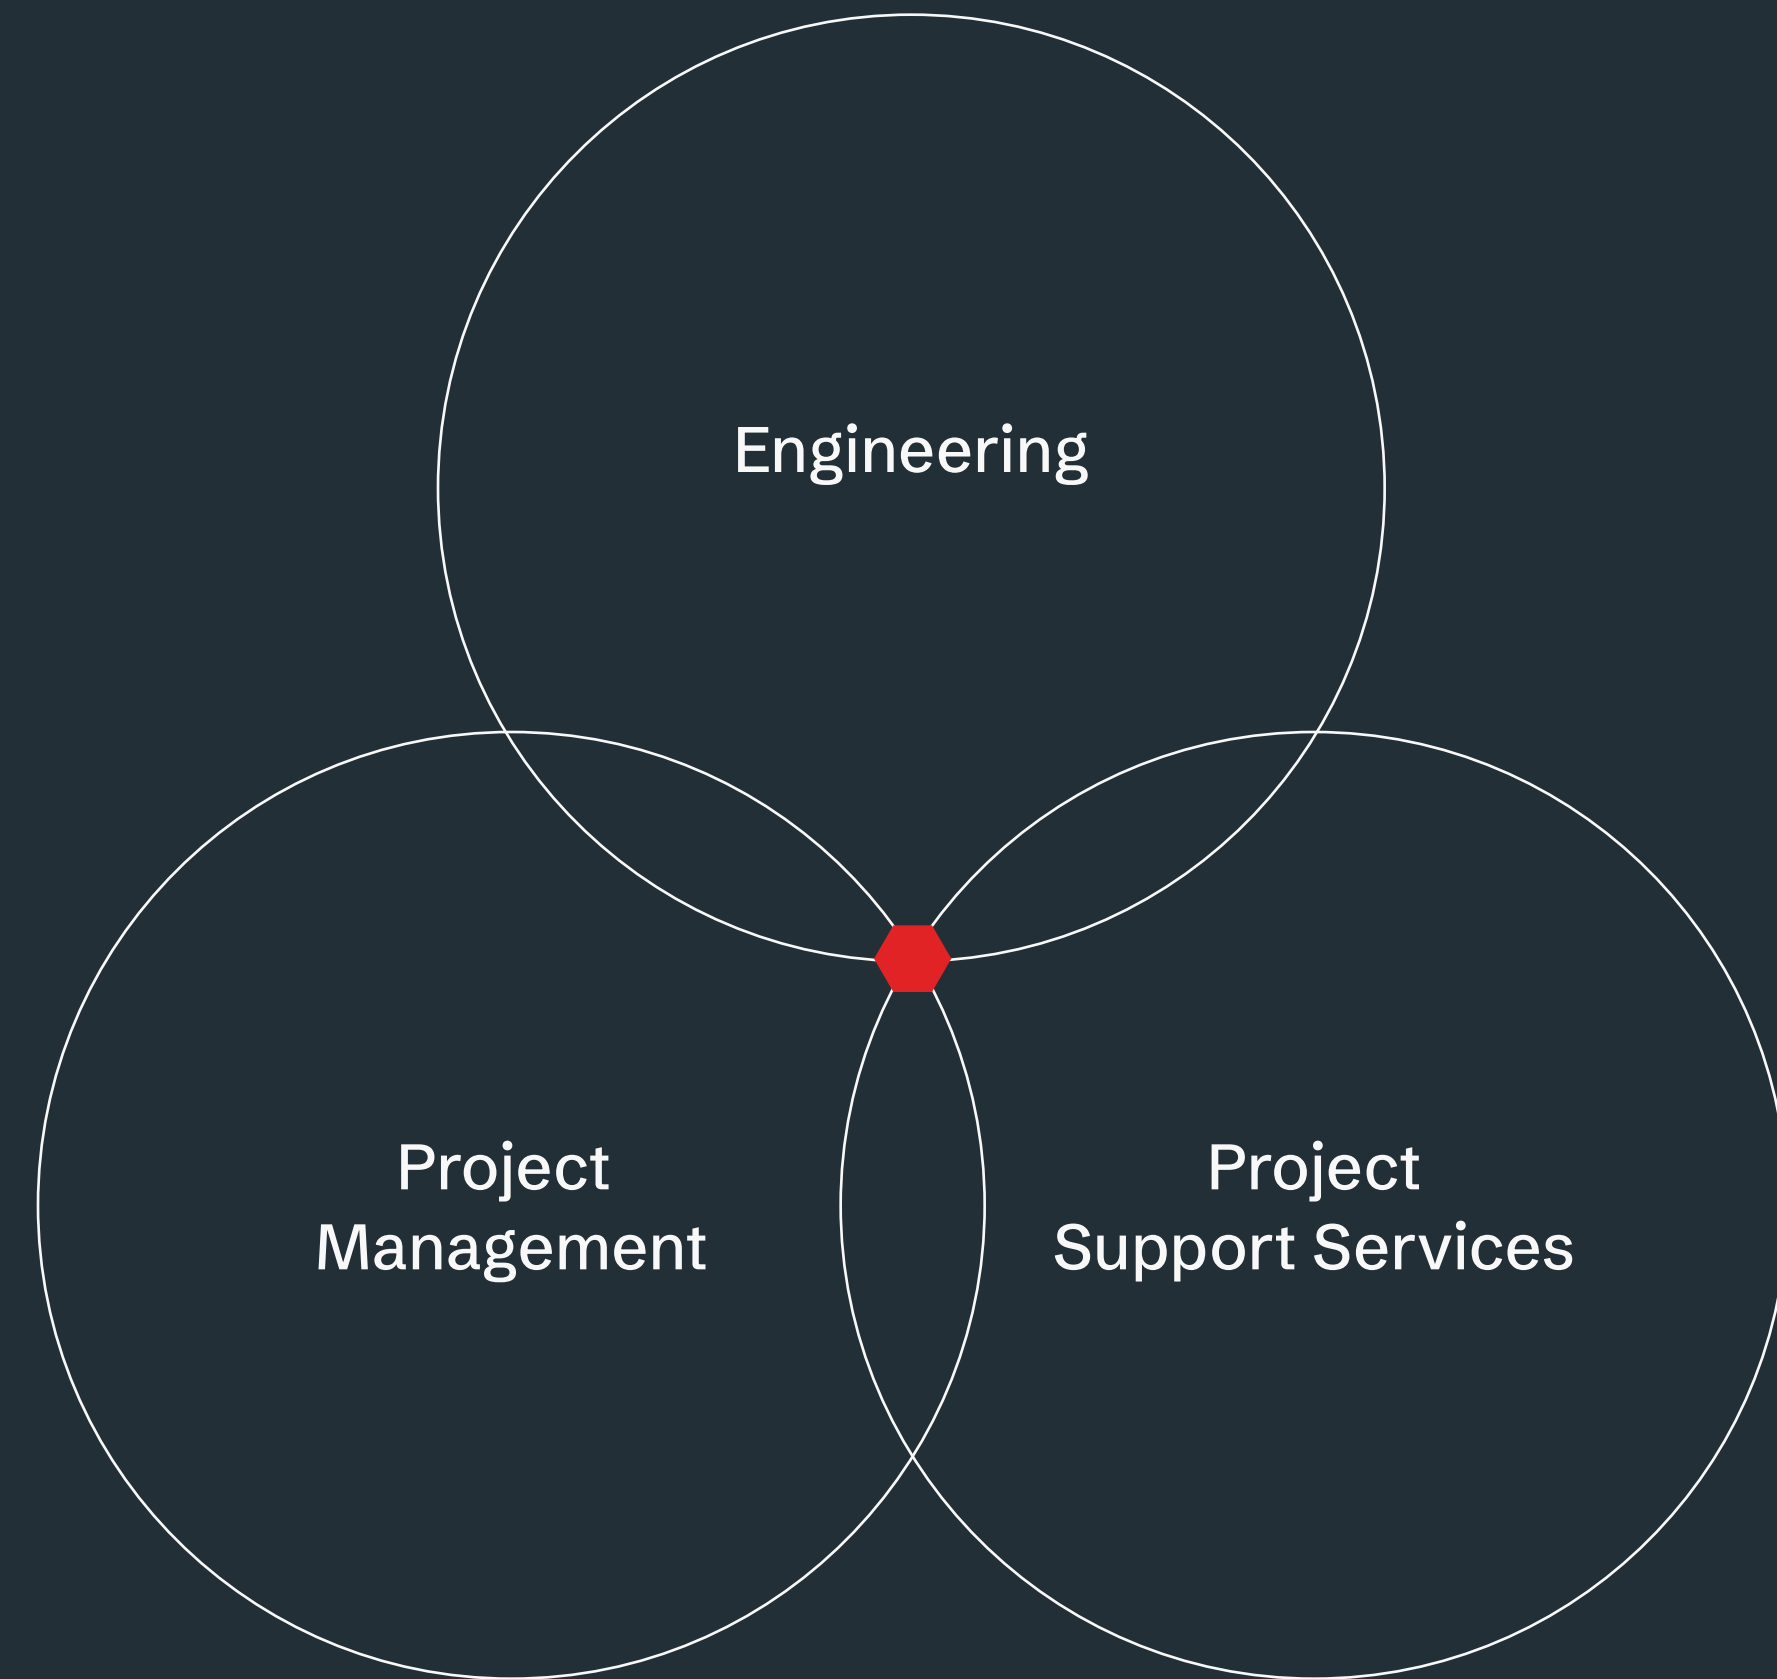 Engineering
Project
Management
Project
Support Services